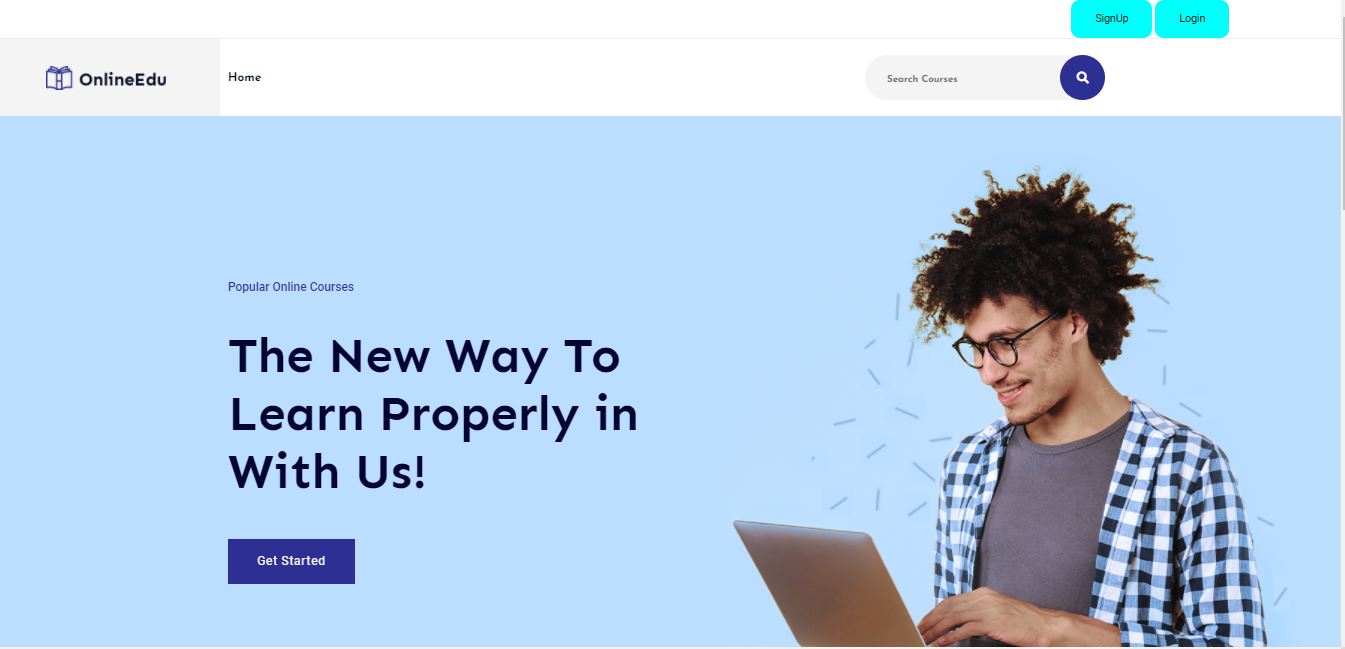 SignUp
Login
OnlineEdu
Home
Search Courses
Popular Online Courses
The New Way To
Learn Properly in
With Us!
Get Started